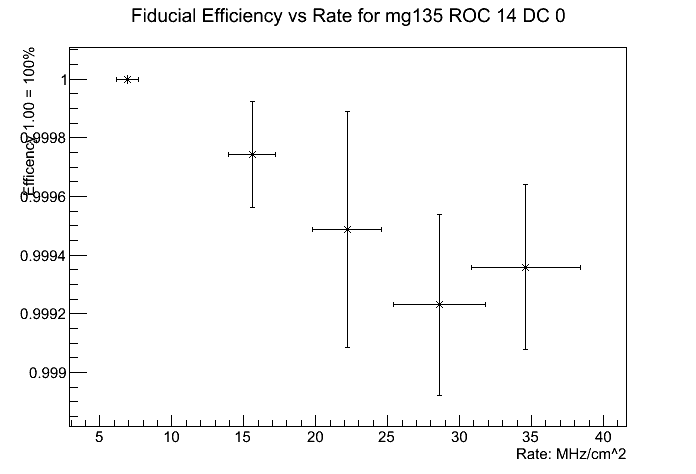 Fiducial Efficiency vs Rate for mg135 ROC 14 DC 0
Efficency 1.00 = 100%
1
0.9998
0.9996
0.9994
0.9992
0.999
5 10 15 20 25 30 35 40
Rate: MHz/cm^2